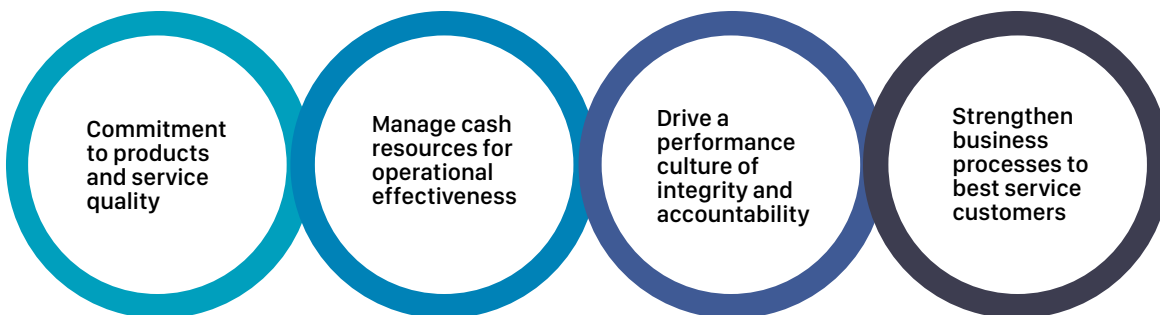 Commitment
to products
and service
quality
Manage cash
resources for
operational
effectiveness
Drive a
performance
culture of
integrity and
accountability
Strengthen
business
processes to
best service
customers